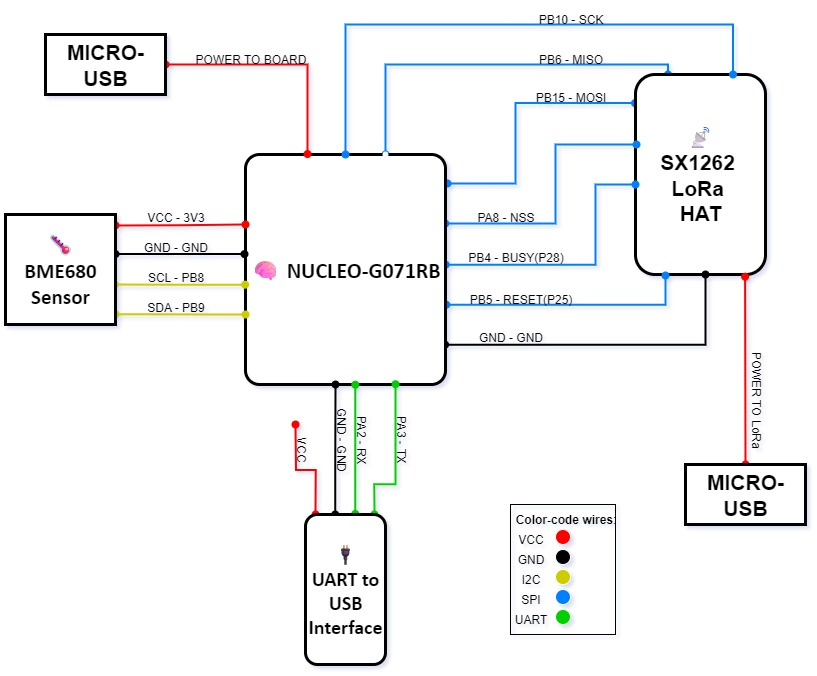 PB10 - SCK
MICRO-
USB
POWER TO BOARD
PB6 - MISO
PB15 - MOSI
SX1262
LoRa
HAT
VCC - 3V3
PA8 - NSS
GND - GND
BME680
Sensor
NUCLEO-G071RB
PB4 - BUSY(P28)
SCL - PB8
PB5 - RESET(P25)
SDA - PB9
GND - GND
POWER TO LoRa
VCC
GND - GND
PA2 - RX
PA3 - TX
MICRO-
USB
UART to
USB
Interface
Color-code wires:
VCC
GND
I2C
SPI
UART